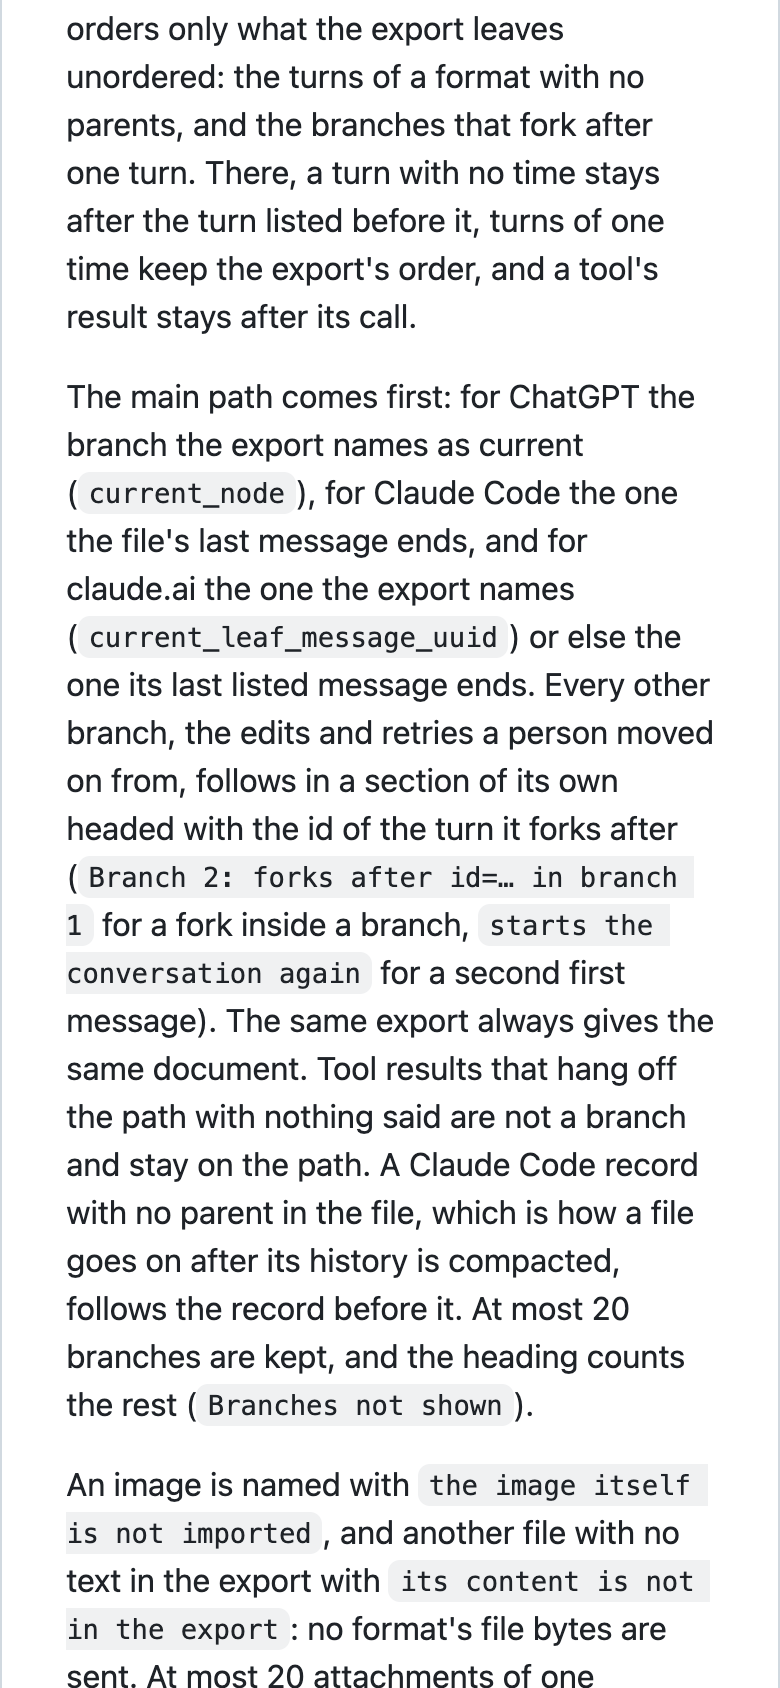 orders only what the export leaves
unordered: the turns of a format with no
parents, and the branches that fork after
one turn. There, a turn with no time stays
after the turn listed before it, turns of one
time keep the export's order, and a tool's
result stays after its call.
The main path comes first: for ChatGPT the
branch the export names as current
(current_node), for Claude Code the one
the file's last message ends, and for
claude.ai the one the export names
(current_leaf_message_uuid) or else the
one its last listed message ends. Every other
branch, the edits and retries a person moved
on from, follows in a section of its own
headed with the id of the turn it forks after
(Branch 2: forks after id=… in branch
1 for a fork inside a branch, starts the
conversation again for a second first
message). The same export always gives the
same document. Tool results that hang off
the path with nothing said are not a branch
and stay on the path. A Claude Code record
with no parent in the file, which is how a file
goes on after its history is compacted,
follows the record before it. At most 20
branches are kept, and the heading counts
the rest (Branches not shown).
An image is named with the image itself
is not imported, and another file with no
text in the export with its content is not
in the export: no format's file bytes are
sent. At most 20 attachments of one